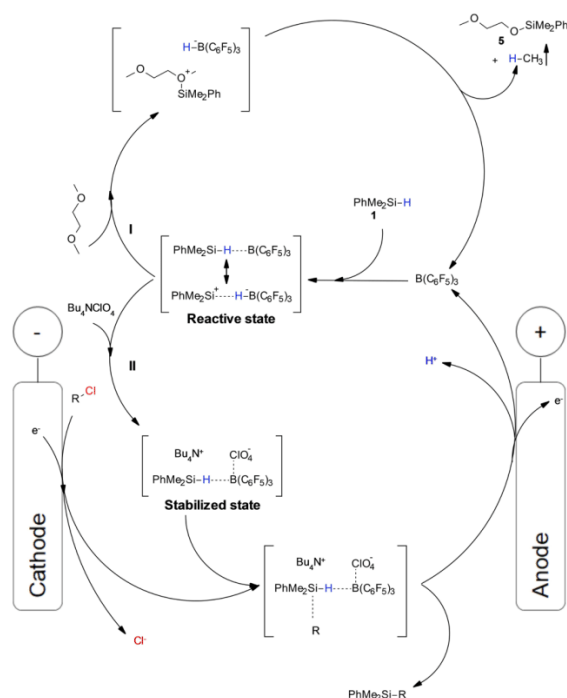 H-B̄(C₆F₅)₃
O
O⁺
SiMe₂Ph
O
O
SiMe₂Ph
5
+ H-CH₃
O
O
I
PhMe₂Si-H
1
PhMe₂Si-H----B(C₆F₅)₃
PhMe₂Si⁺----H-B̄(C₆F₅)₃
Reactive state
B(C₆F₅)₃
Bu₄NClO₄
-
+
II
H⁺
R-Cl
e⁻
e⁻
Bu₄N⁺ ClO₄⁻
PhMe₂Si-H----B(C₆F₅)₃
Stabilized state
Cathode
Anode
Bu₄N⁺ ClO₄⁻
PhMe₂Si-H----B(C₆F₅)₃
R
Cl⁻
PhMe₂Si-R